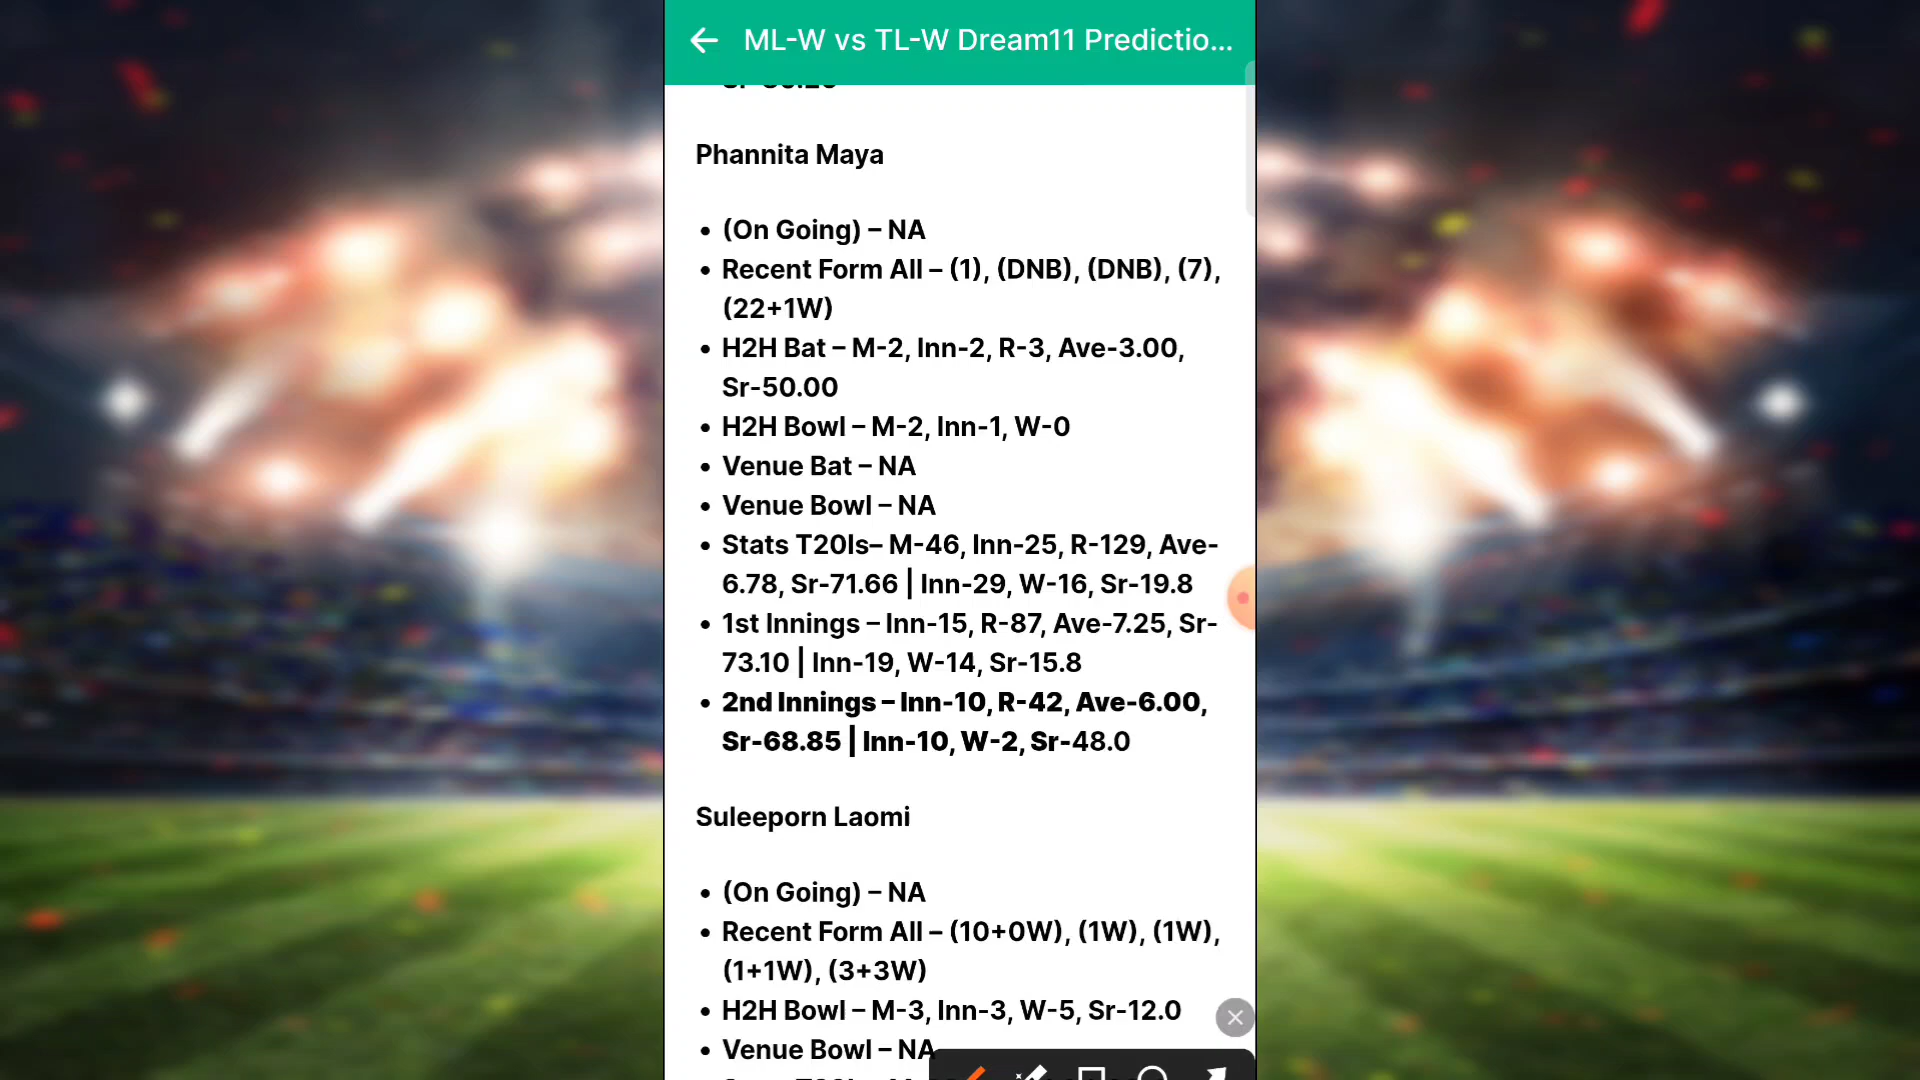 ML-W vs TL-W Dream11 Predictio...
Phannita Maya
• (On Going) – NA
• Recent Form All – (1), (DNB), (DNB), (7),
(22+1W)
• H2H Bat – M-2, Inn-2, R-3, Ave-3.00,
Sr-50.00
• H2H Bowl – M-2, Inn-1, W-0
• Venue Bat – NA
• Venue Bowl – NA
• Stats T20Is– M-46, Inn-25, R-129, Ave-
6.78, Sr-71.66 | Inn-29, W-16, Sr-19.8
• 1st Innings – Inn-15, R-87, Ave-7.25, Sr-
73.10 | Inn-19, W-14, Sr-15.8
• 2nd Innings – Inn-10, R-42, Ave-6.00,
Sr-68.85 | Inn-10, W-2, Sr-48.0
Suleeporn Laomi
• (On Going) – NA
• Recent Form All – (10+0W), (1W), (1W),
(1+1W), (3+3W)
• H2H Bowl – M-3, Inn-3, W-5, Sr-12.0
• Venue Bowl – NA